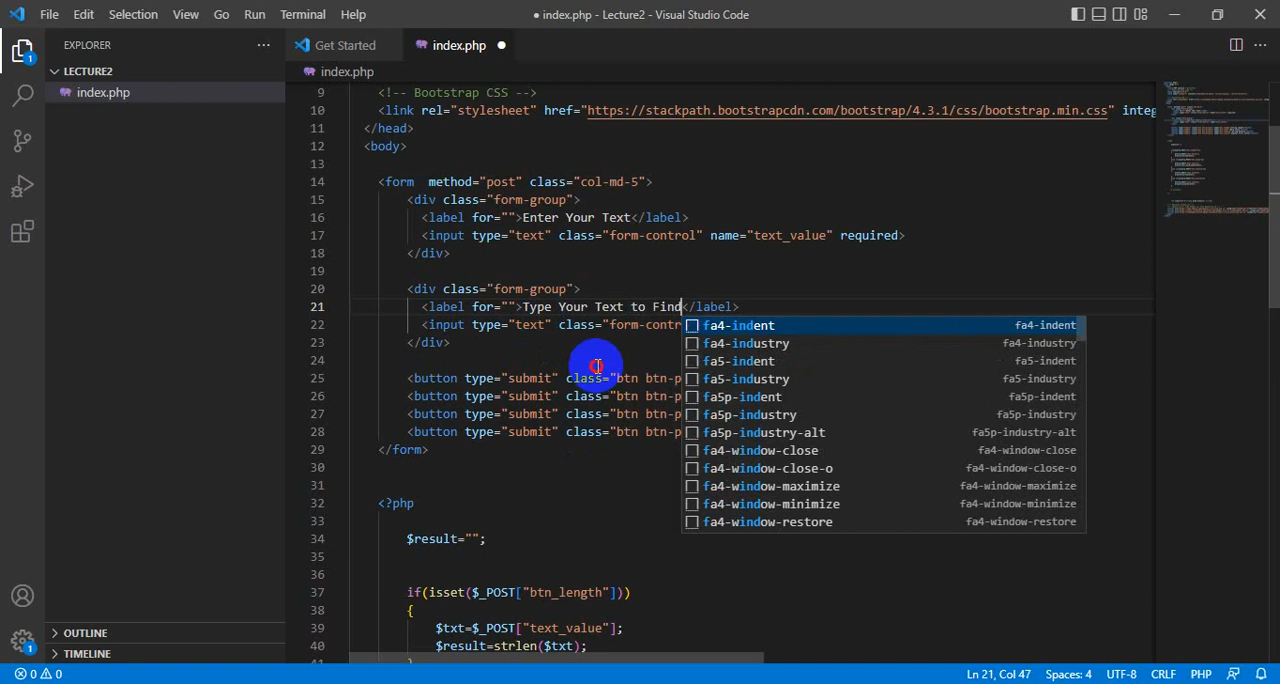 File Edit Selection View Go Run Terminal Help
● index.php - Lecture2 - Visual Studio Code
EXPLORER
Get Started
index.php
LECTURE2
index.php
index.php
9 <!-- Bootstrap CSS -->
10 <link rel="stylesheet" href="https://stackpath.bootstrapcdn.com/bootstrap/4.3.1/css/bootstrap.min.css" integ
11 </head>
12 <body>
13
14 <form method="post" class="col-md-5">
15 <div class="form-group">
16 <label for="">Enter Your Text</label>
17 <input type="text" class="form-control" name="text_value" required>
18 </div>
19
20 <div class="form-group">
21 <label for="">Type Your Text to Find</label>
22 <input type="text" class="form-contr
23 </div>
24
25 <button type="submit" class="btn btn-p
26 <button type="submit" class="btn btn-p
27 <button type="submit" class="btn btn-p
28 <button type="submit" class="btn btn-p
29 </form>
30
31
32 <?php
33
34 $result="";
35
36
37 if(isset($_POST["btn_length"]))
38 {
39 $txt=$_POST["text_value"];
40 $result=strlen($txt);
41 }
fa4-indent fa4-indent
fa4-industry fa4-industry
fa5-indent fa5-indent
fa5-industry fa5-industry
fa5p-indent fa5p-indent
fa5p-industry fa5p-industry
fa5p-industry-alt fa5p-industry-alt
fa4-window-close fa4-window-close
fa4-window-close-o fa4-window-close-o
fa4-window-maximize fa4-window-maximize
fa4-window-minimize fa4-window-minimize
fa4-window-restore fa4-window-restore
OUTLINE
TIMELINE
1
1
0 0
Ln 21, Col 47 Spaces: 4 UTF-8 CRLF PHP